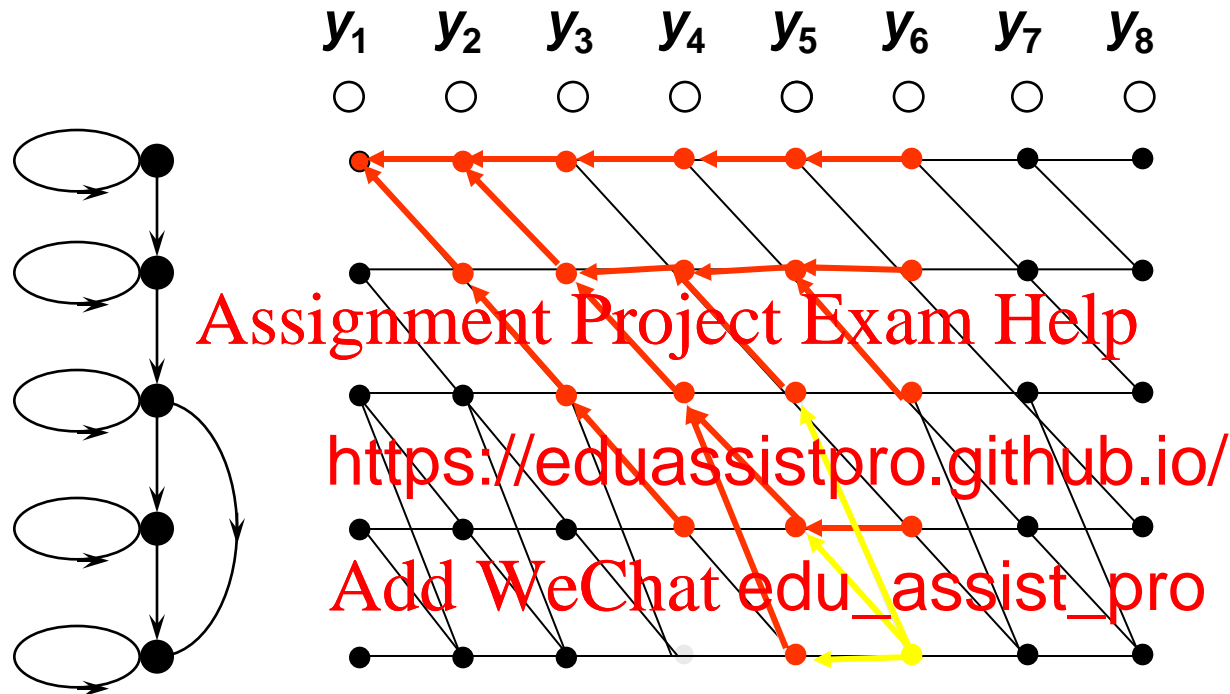 y1 y2 y3 y4 y5 y6 y7 y8
Assignment Project Exam Help
https://eduassistpro.github.io/
Add WeChat edu_assist_pro